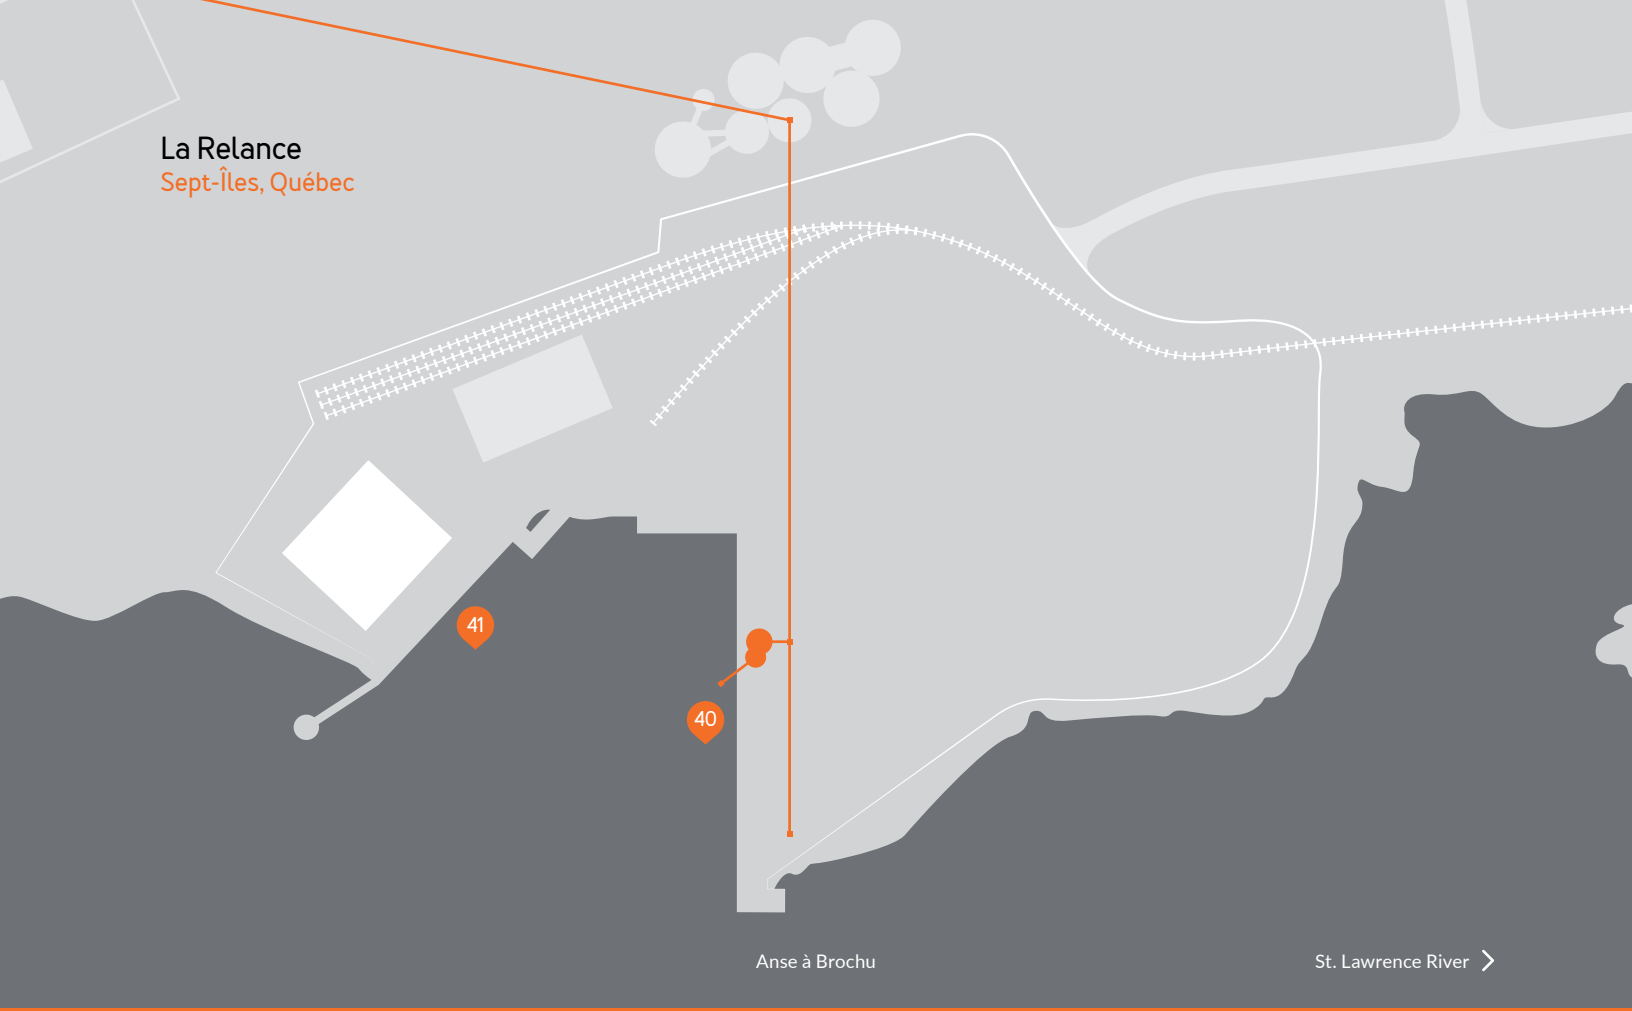 La Relance
Sept-Îles, Québec
41
40
Anse à Brochu
St. Lawrence River